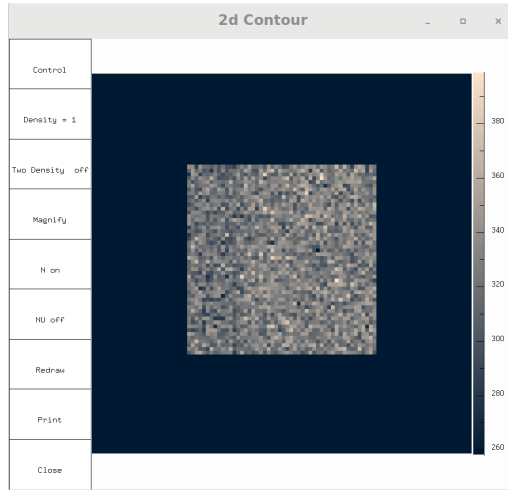 2d Contour
Control
Density = 1
Two Density off
Magnify
N on
NU off
Redraw
Print
Close
380
360
340
320
300
280
260